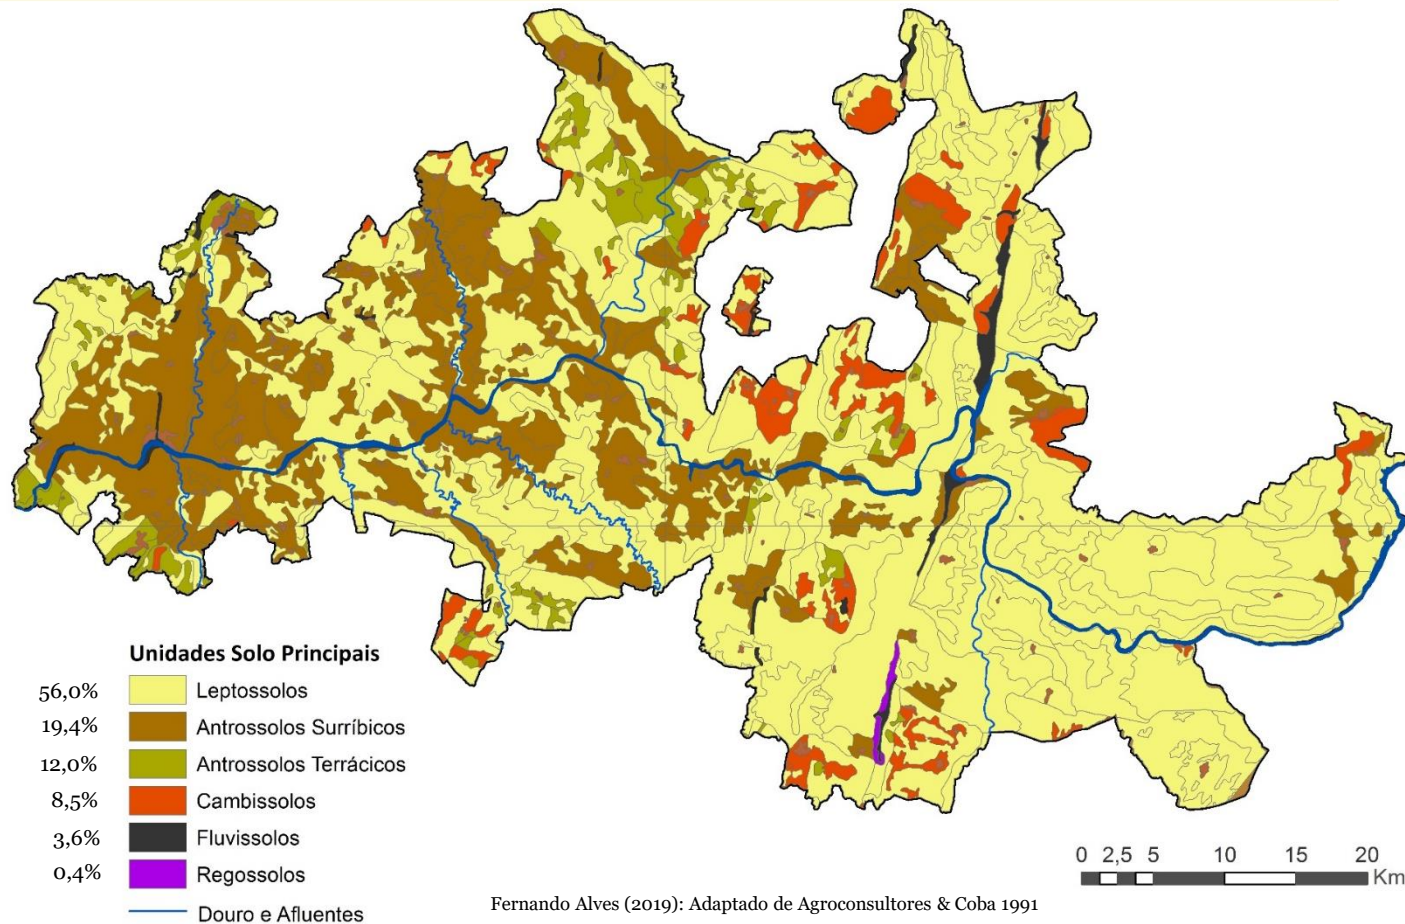 Unidades Solo Principais
56,0% Leptossolos
19,4% Antrossolos Surríbicos
12,0% Antrossolos Terrácicos
8,5% Cambissolos
3,6% Fluvissolos
0,4% Regossolos
Douro e Afluentes
0 2,5 5 10 15 20
Km
Fernando Alves (2019): Adaptado de Agroconsultores & Coba 1991